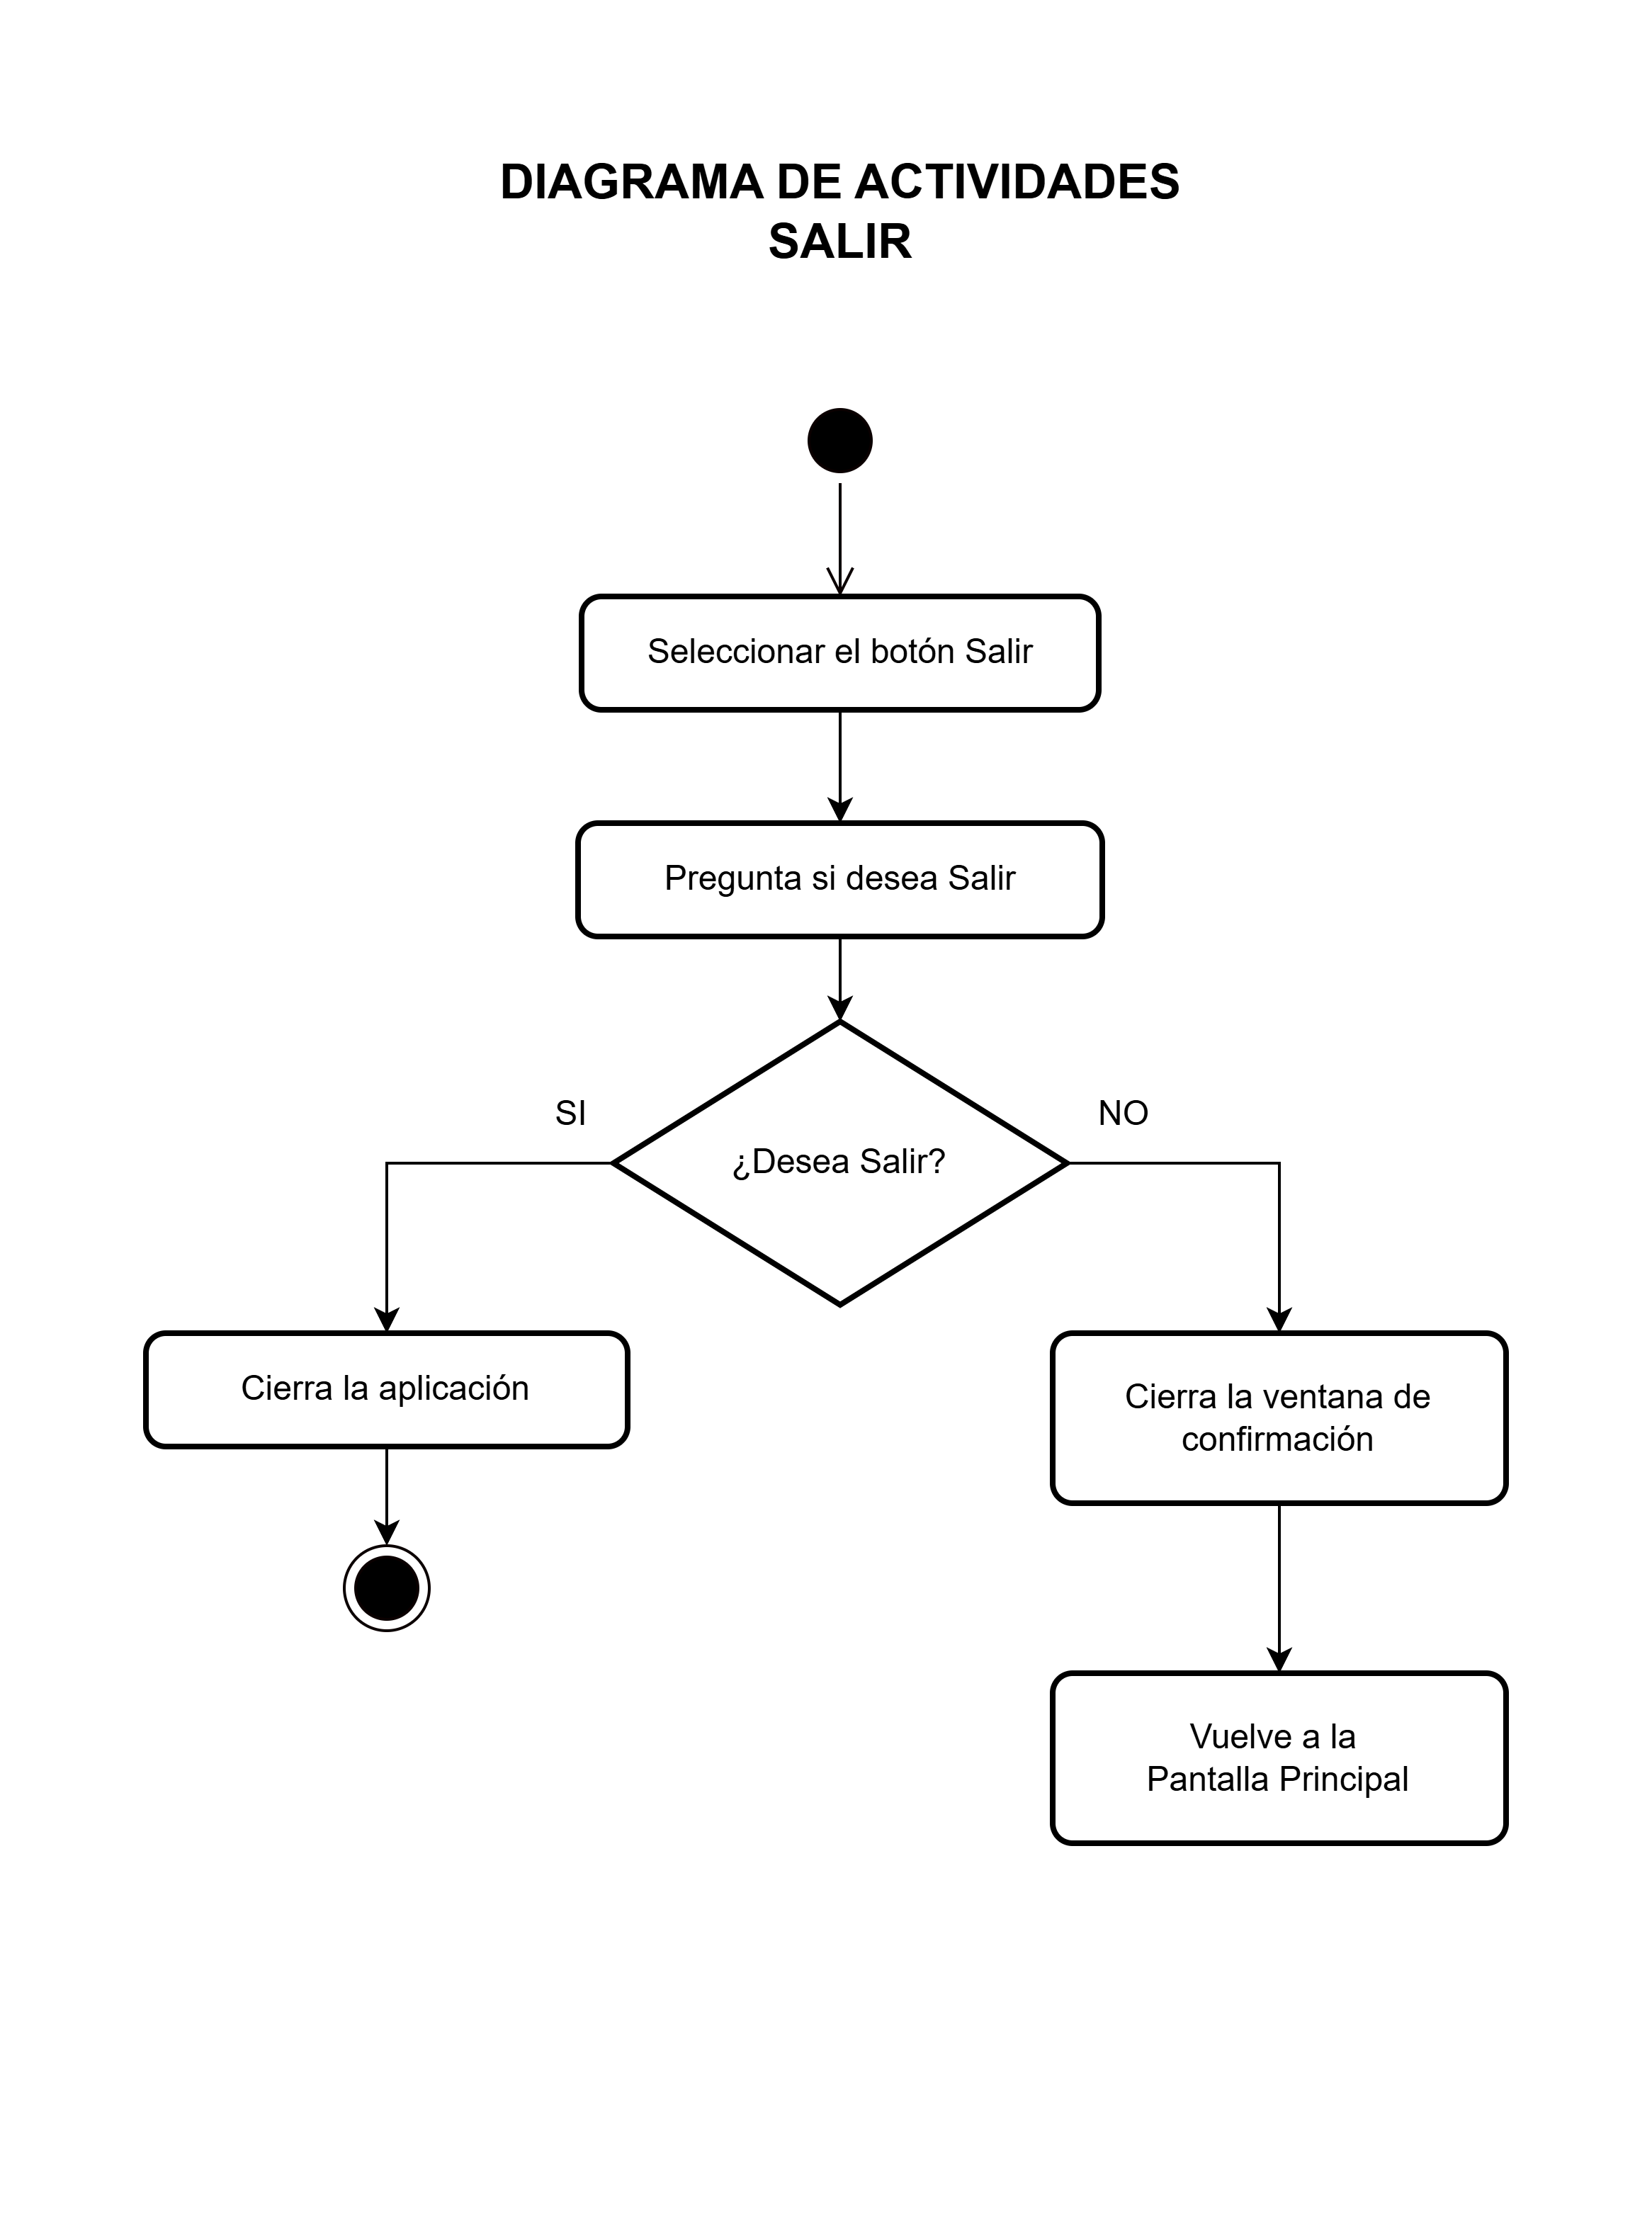 DIAGRAMA DE ACTIVIDADES
SALIR
Seleccionar el botón Salir
Pregunta si desea Salir
SI
NO
¿Desea Salir?
Cierra la aplicación
Cierra la ventana de
confirmación
Vuelve a la
Pantalla Principal